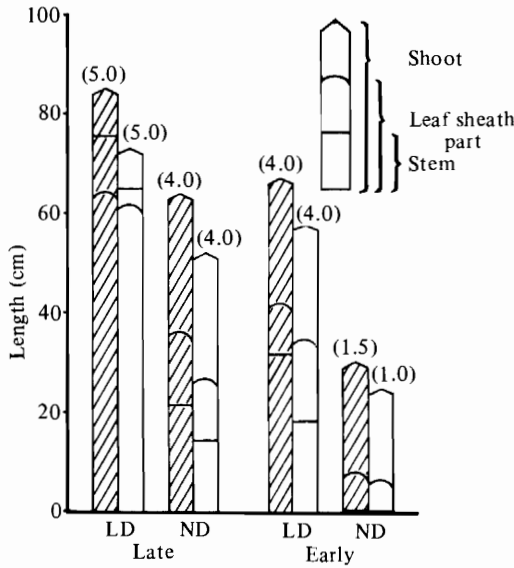 100
80
60
40
20
0
Length (cm)
(5.0)
(5.0)
(4.0)
(4.0)
(4.0)
(4.0)
(1.5)
(1.0)
Shoot
Leaf sheath
part
Stem
LD ND LD ND
Late Early